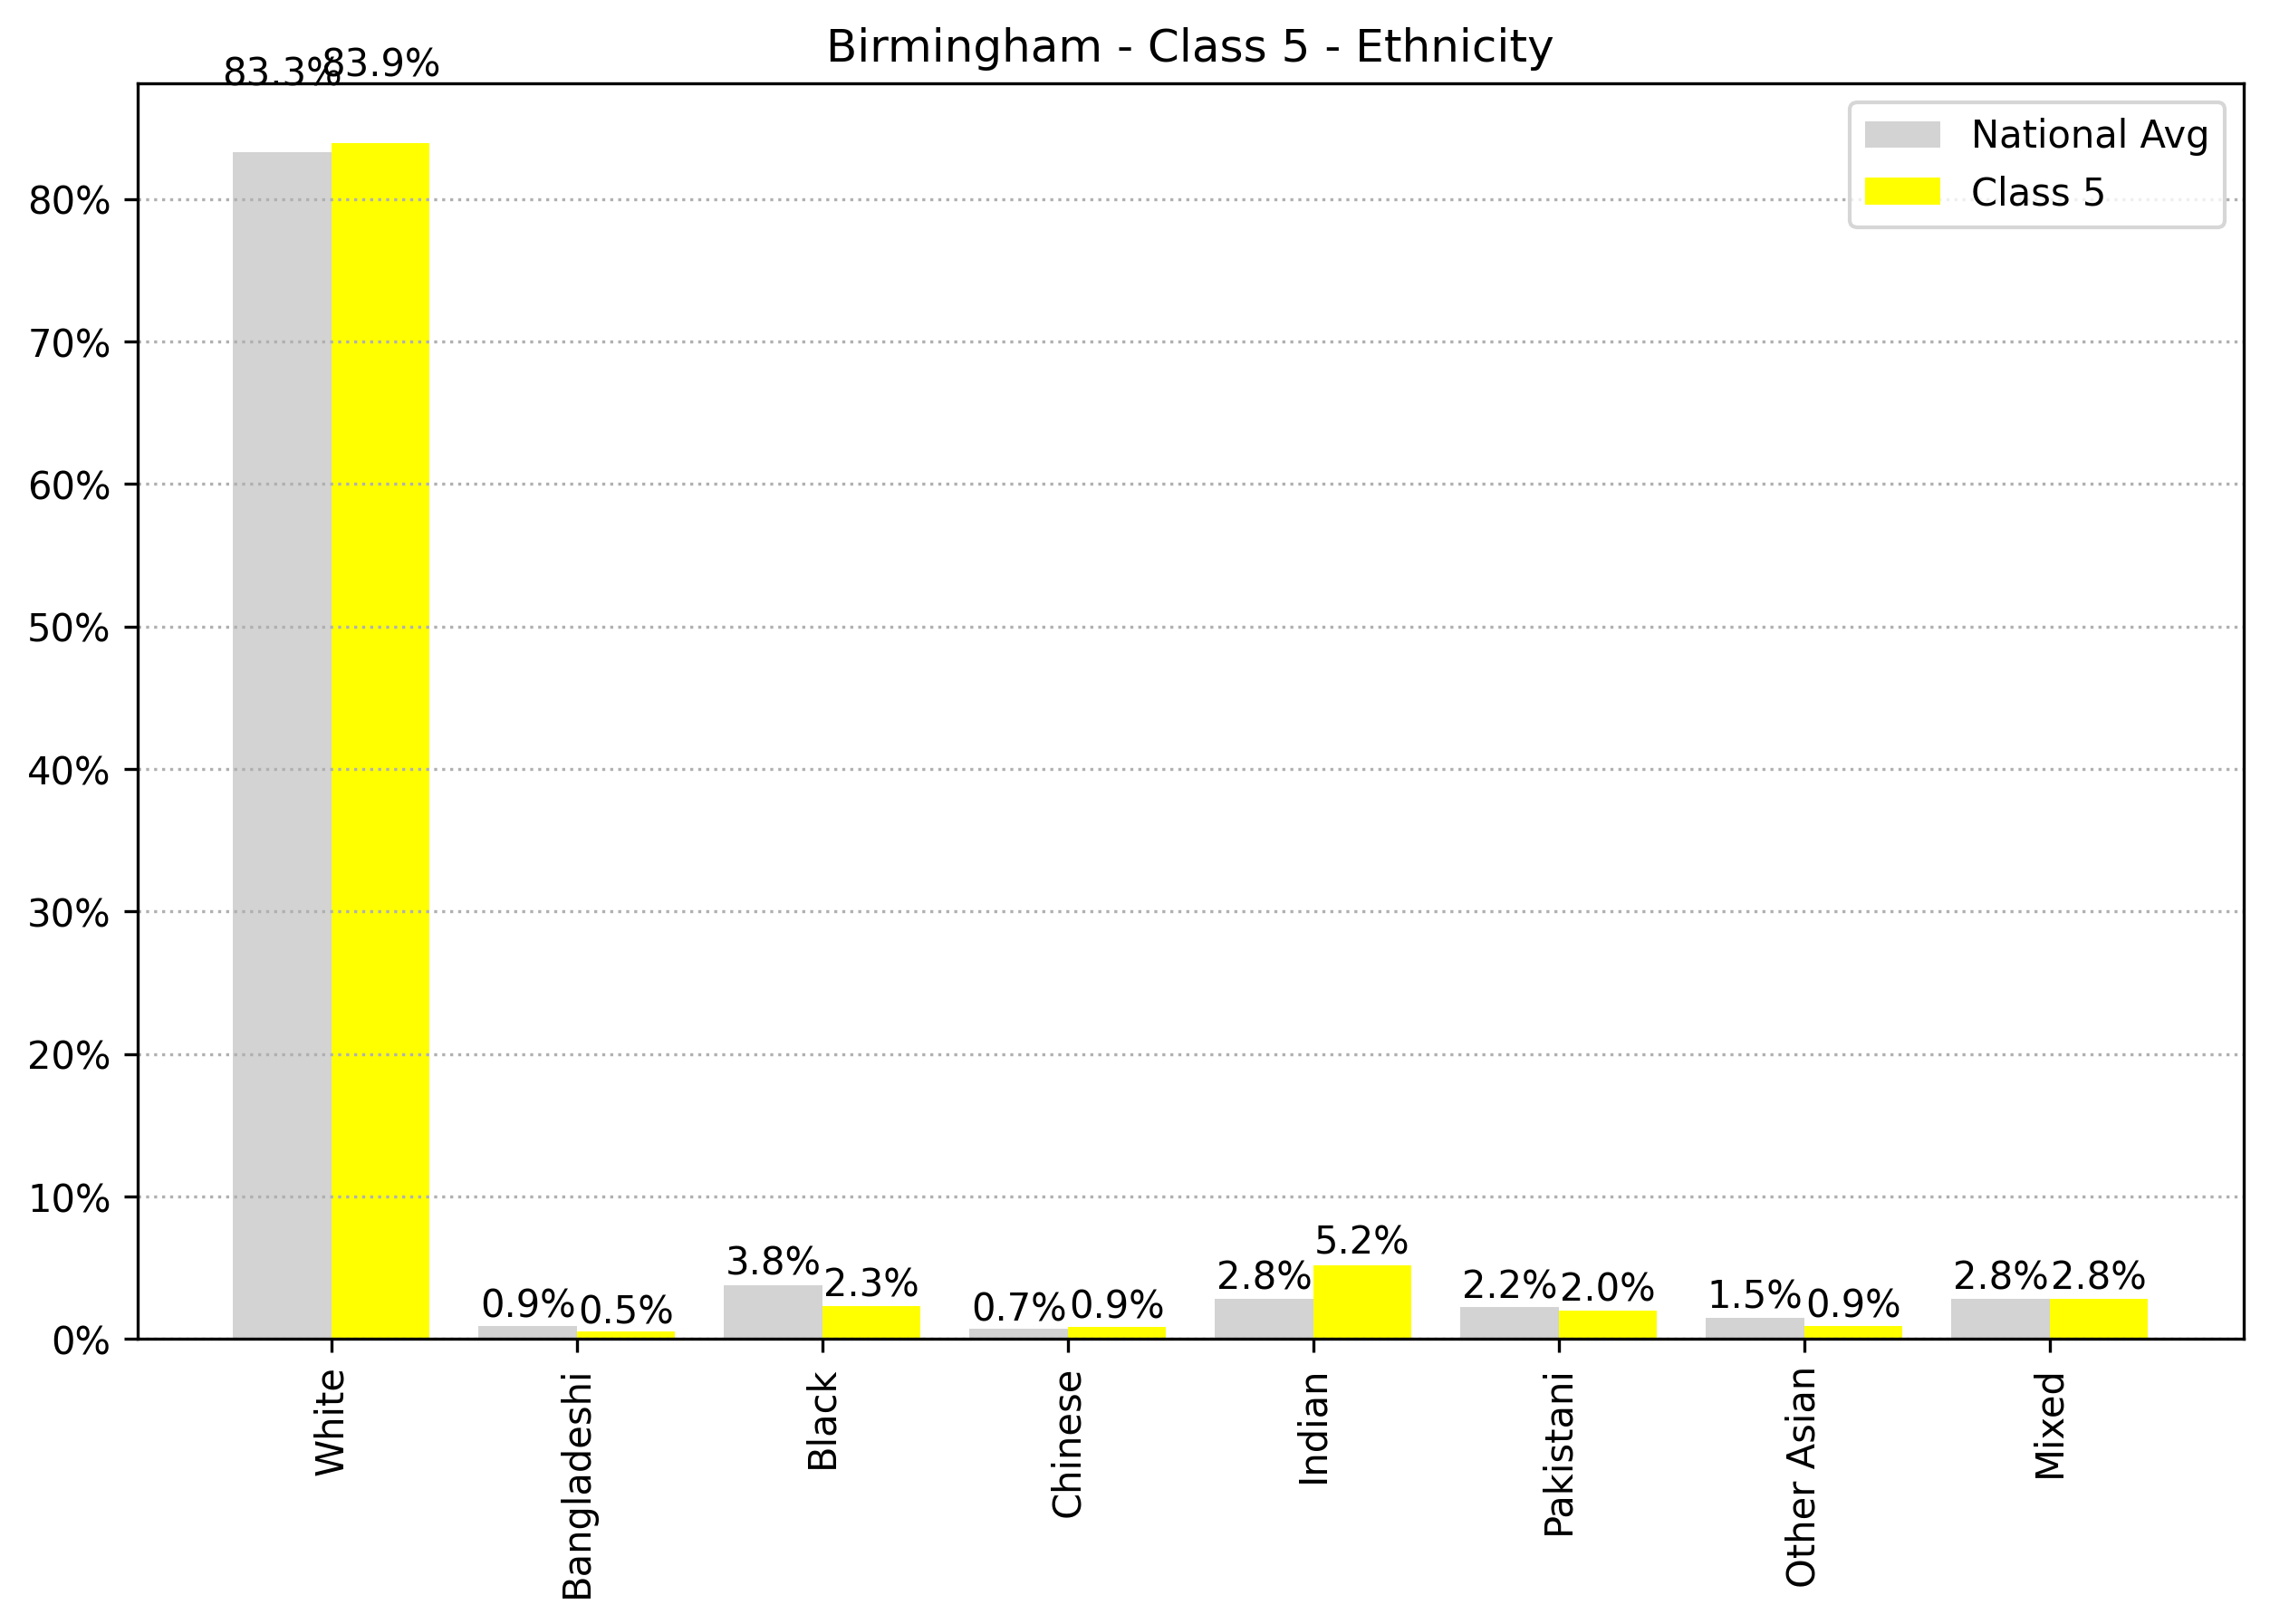 Birmingham - Class 5 - Ethnicity
83.3% 83.9%
National Avg
Class 5
80%
70%
60%
50%
40%
30%
20%
10%
0%
0.9% 0.5%
3.8% 2.3%
0.7% 0.9%
2.8% 5.2%
2.2% 2.0%
1.5% 0.9%
2.8% 2.8%
White
Bangladeshi
Black
Chinese
Indian
Pakistani
Other Asian
Mixed